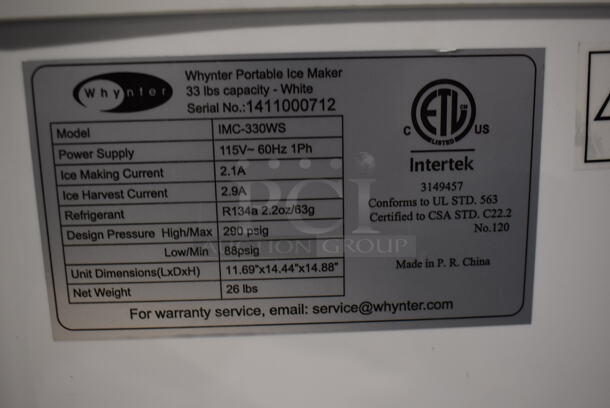 Whynter
Whynter Portable Ice Maker
33 lbs capacity - White
Serial No.:1411000712
Model IMC-330WS
Power Supply 115V~ 60Hz 1Ph
Ice Making Current 2.1A
Ice Harvest Current 2.9A
Refrigerant R134a 2.2oz/63g
Design Pressure High/Max 290 psig
Low/Min 88psig
Unit Dimensions(LxDxH) 11.69"x14.44"x14.88"
Net Weight 26 lbs
For warranty service, email: service@whynter.com
ETL CM
LISTED
C US
Intertek
3149457
Conforms to UL STD. 563
Certified to CSA STD. C22.2
No.120
Made in P. R. China
PCI
AUCTION GROUP